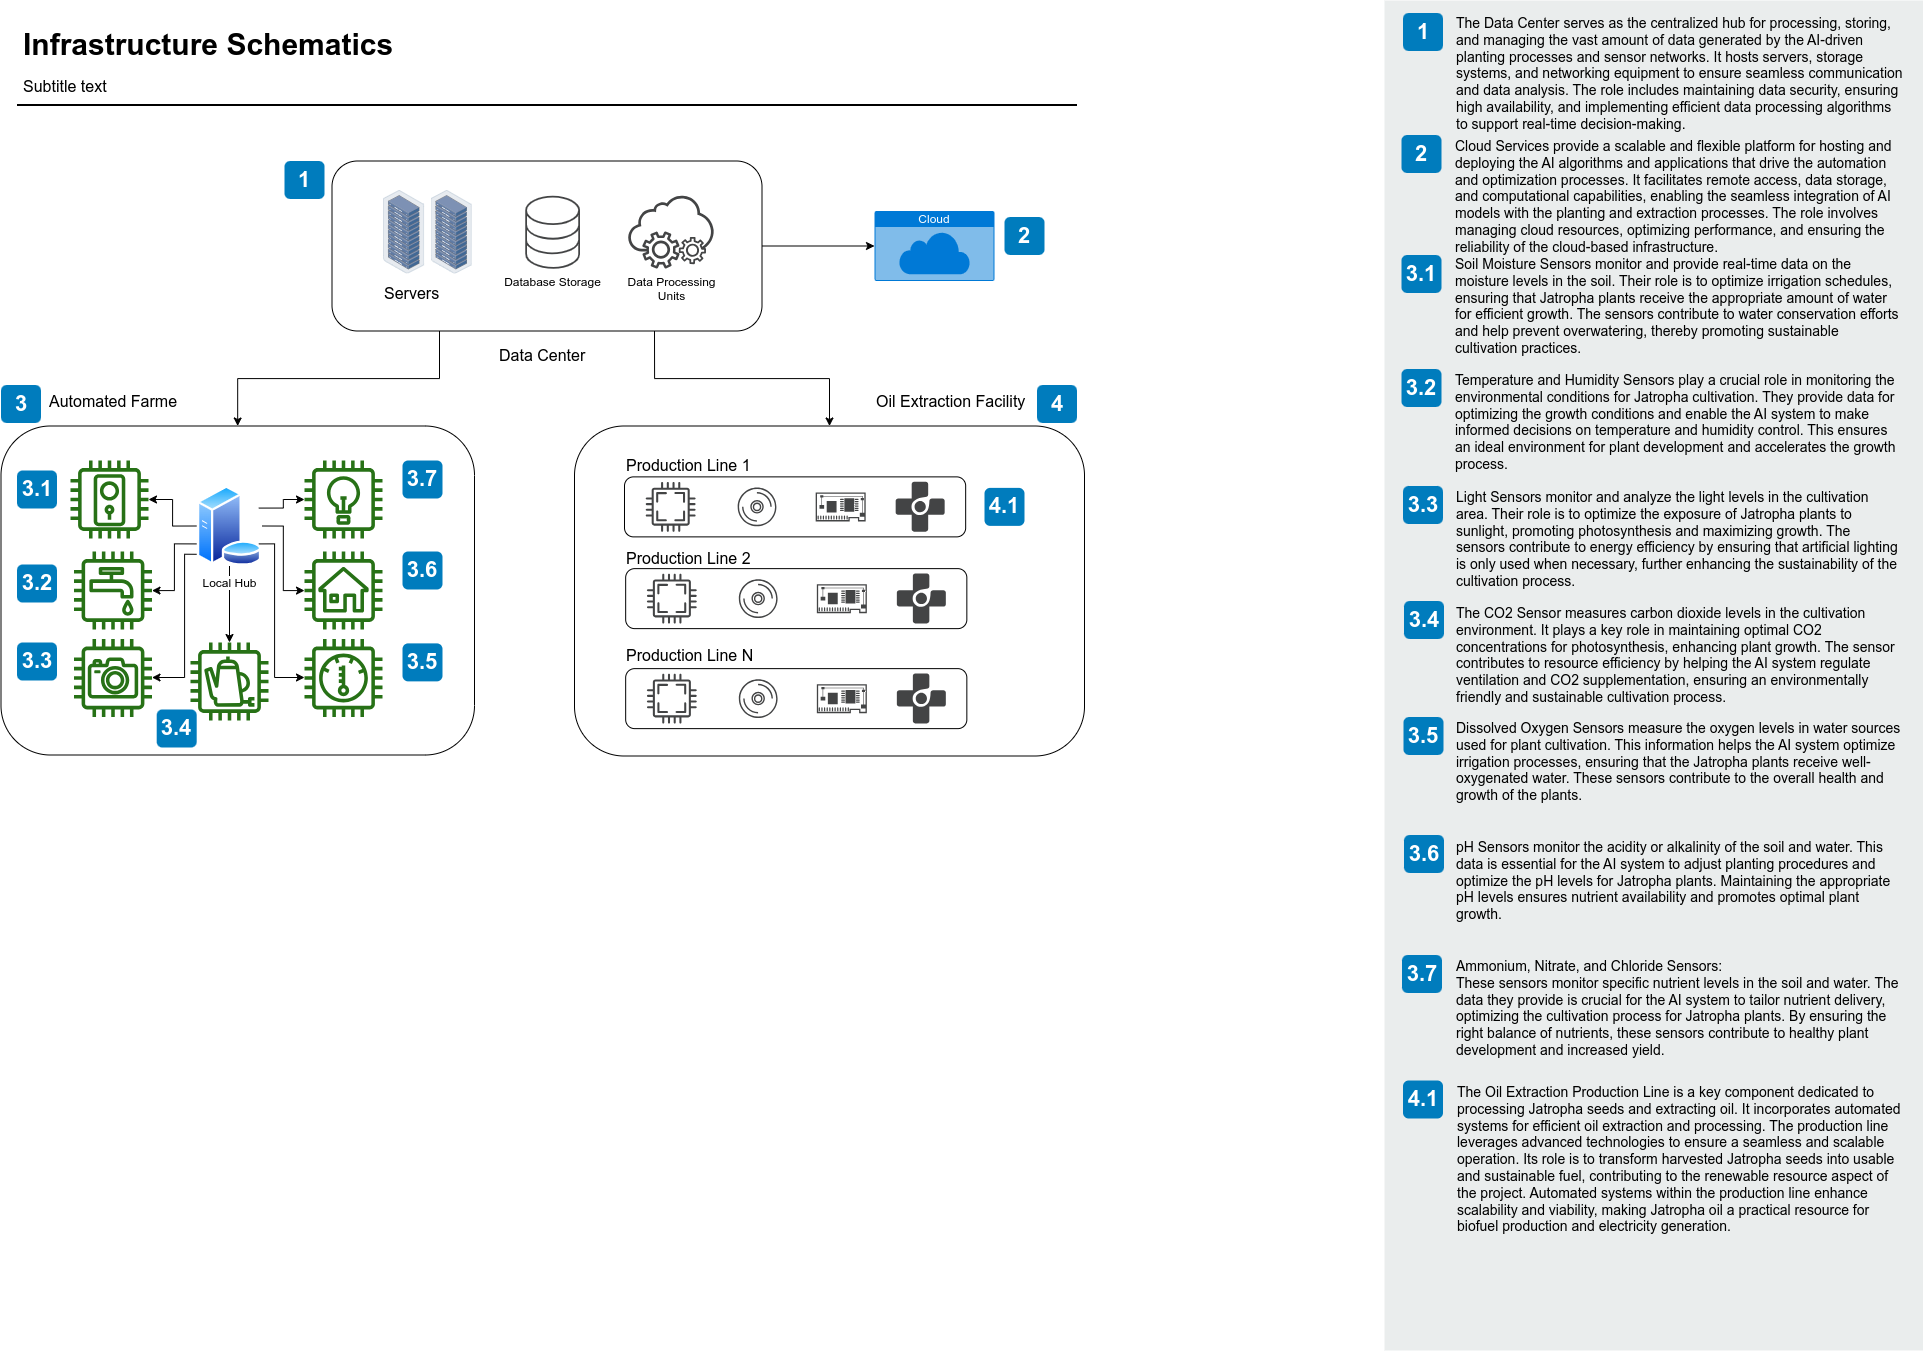 Infrastructure Schematics
Subtitle text
1
Servers
Database Storage
Data Processing
Units
Cloud
2
Data Center
3
Automated Farme
Oil Extraction Facility
4
3.1
3.2
3.3
3.4
Local Hub
3.7
3.6
3.5
Production Line 1
4.1
Production Line 2
Production Line N
1
The Data Center serves as the centralized hub for processing, storing,
and managing the vast amount of data generated by the AI-driven
planting processes and sensor networks. It hosts servers, storage
systems, and networking equipment to ensure seamless communication
and data analysis. The role includes maintaining data security, ensuring
high availability, and implementing efficient data processing algorithms
to support real-time decision-making.
2
Cloud Services provide a scalable and flexible platform for hosting and
deploying the AI algorithms and applications that drive the automation
and optimization processes. It facilitates remote access, data storage,
and computational capabilities, enabling the seamless integration of AI
models with the planting and extraction processes. The role involves
managing cloud resources, optimizing performance, and ensuring the
reliability of the cloud-based infrastructure.
3.1
Soil Moisture Sensors monitor and provide real-time data on the
moisture levels in the soil. Their role is to optimize irrigation schedules,
ensuring that Jatropha plants receive the appropriate amount of water
for efficient growth. The sensors contribute to water conservation efforts
and help prevent overwatering, thereby promoting sustainable
cultivation practices.
3.2
Temperature and Humidity Sensors play a crucial role in monitoring the
environmental conditions for Jatropha cultivation. They provide data for
optimizing the growth conditions and enable the AI system to make
informed decisions on temperature and humidity control. This ensures
an ideal environment for plant development and accelerates the growth
process.
3.3
Light Sensors monitor and analyze the light levels in the cultivation
area. Their role is to optimize the exposure of Jatropha plants to
sunlight, promoting photosynthesis and maximizing growth. The
sensors contribute to energy efficiency by ensuring that artificial lighting
is only used when necessary, further enhancing the sustainability of the
cultivation process.
3.4
The CO2 Sensor measures carbon dioxide levels in the cultivation
environment. It plays a key role in maintaining optimal CO2
concentrations for photosynthesis, enhancing plant growth. The sensor
contributes to resource efficiency by helping the AI system regulate
ventilation and CO2 supplementation, ensuring an environmentally
friendly and sustainable cultivation process.
3.5
Dissolved Oxygen Sensors measure the oxygen levels in water sources
used for plant cultivation. This information helps the AI system optimize
irrigation processes, ensuring that the Jatropha plants receive well-
oxygenated water. These sensors contribute to the overall health and
growth of the plants.
3.6
pH Sensors monitor the acidity or alkalinity of the soil and water. This
data is essential for the AI system to adjust planting procedures and
optimize the pH levels for Jatropha plants. Maintaining the appropriate
pH levels ensures nutrient availability and promotes optimal plant
growth.
3.7
Ammonium, Nitrate, and Chloride Sensors:
These sensors monitor specific nutrient levels in the soil and water. The
data they provide is crucial for the AI system to tailor nutrient delivery,
optimizing the cultivation process for Jatropha plants. By ensuring the
right balance of nutrients, these sensors contribute to healthy plant
development and increased yield.
4.1
The Oil Extraction Production Line is a key component dedicated to
processing Jatropha seeds and extracting oil. It incorporates automated
systems for efficient oil extraction and processing. The production line
leverages advanced technologies to ensure a seamless and scalable
operation. Its role is to transform harvested Jatropha seeds into usable
and sustainable fuel, contributing to the renewable resource aspect of
the project. Automated systems within the production line enhance
scalability and viability, making Jatropha oil a practical resource for
biofuel production and electricity generation.